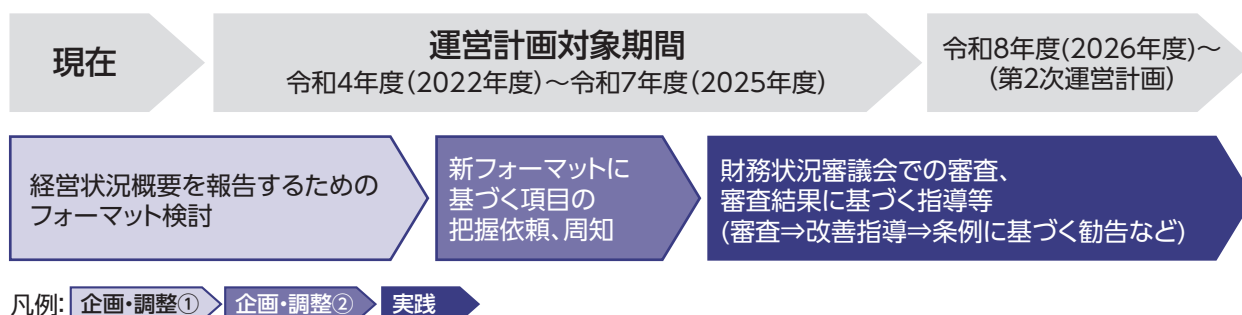 現在
運営計画対象期間
令和4年度(2022年度)～令和7年度(2025年度)
令和8年度(2026年度)～
(第2次運営計画)
経営状況概要を報告するための
フォーマット検討
新フォーマットに
基づく項目の
把握依頼、周知
財務状況審議会での審査、
審査結果に基づく指導等
(審査⇒改善指導⇒条例に基づく勧告など)
凡例: 企画・調整① 企画・調整② 実践